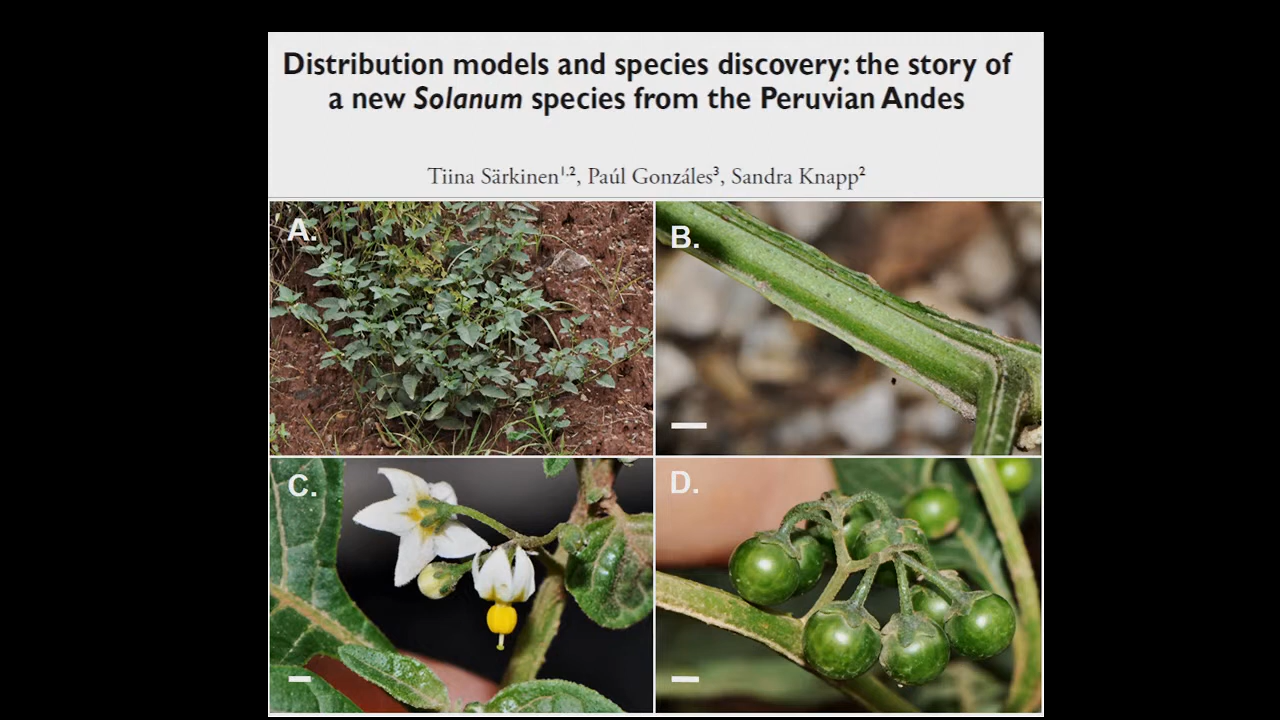 Distribution models and species discovery: the story of
a new Solanum species from the Peruvian Andes
Tiina Särkinen¹,², Paúl Gonzáles³, Sandra Knapp²
A.
B.
C.
D.